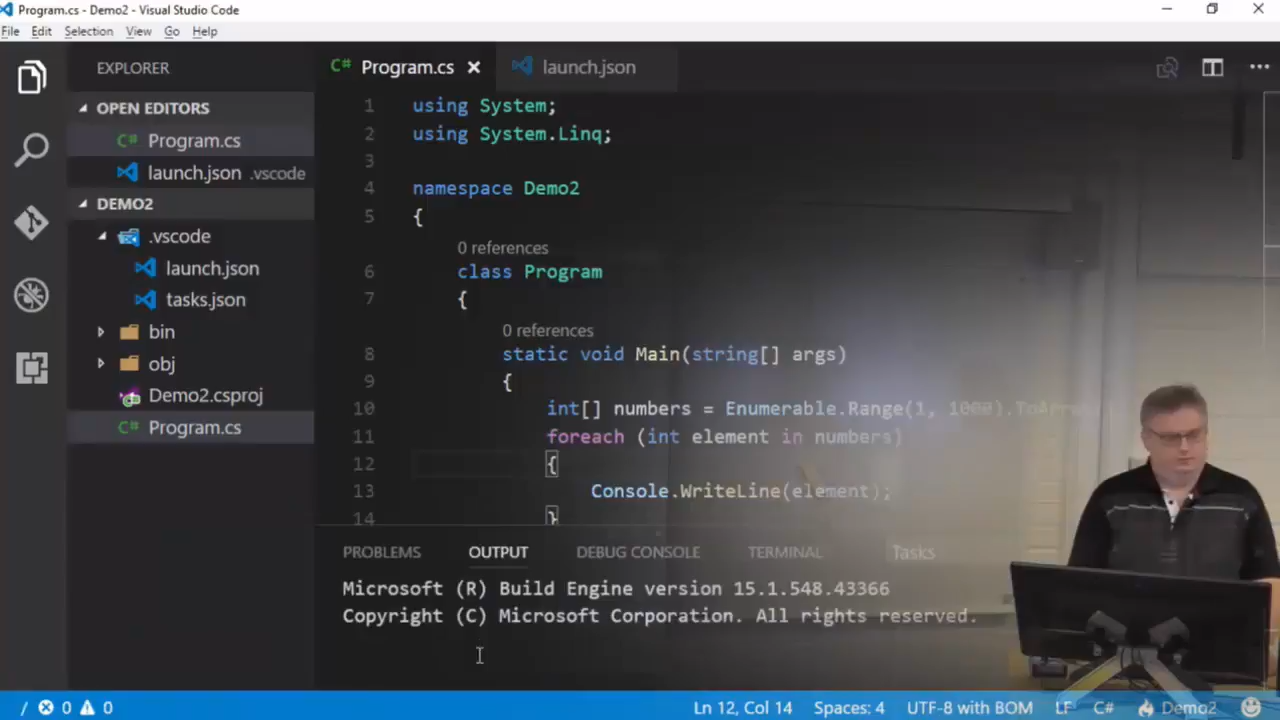 Program.cs - Demo2 - Visual Studio Code
File Edit Selection View Go Help
EXPLORER
OPEN EDITORS
Program.cs
launch.json .vscode
DEMO2
.vscode
launch.json
tasks.json
bin
obj
Demo2.csproj
Program.cs
Program.cs launch.json
1 using System;
2 using System.Linq;
3
4 namespace Demo2
5 {
0 references
6 class Program
7 {
0 references
8 static void Main(string[] args)
9 {
10 int[] numbers = Enumerable.Range(1, 1000).ToArray
11 foreach (int element in numbers)
12 {
13 Console.WriteLine(element);
14 }
PROBLEMS OUTPUT DEBUG CONSOLE TERMINAL Tasks
Microsoft (R) Build Engine version 15.1.548.43366
Copyright (C) Microsoft Corporation. All rights reserved.
0 0 Ln 12, Col 14 Spaces: 4 UTF-8 with BOM LF C# Demo2